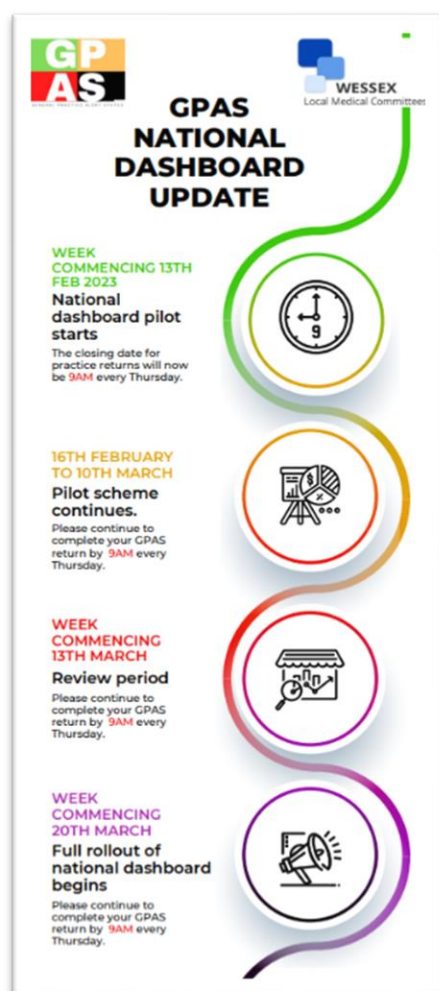 GP
AS
GENERAL PRACTICE ALERT STATUS
WESSEX
Local Medical Committees
GPAS
NATIONAL
DASHBOARD
UPDATE
WEEK
COMMENCING 13TH
FEB 2023
National
dashboard pilot
starts
The closing date for
practice returns will now
be 9AM every Thursday.
9
16TH FEBRUARY
TO 10TH MARCH
Pilot scheme
continues.
Please continue to
complete your GPAS
return by 9AM every
Thursday.
$
%
WEEK
COMMENCING
13TH MARCH
Review period
Please continue to
complete your GPAS
return by 9AM every
Thursday.
WEEK
COMMENCING
20TH MARCH
Full rollout of
national dashboard
begins
Please continue to
complete your GPAS
return by 9AM every
Thursday.